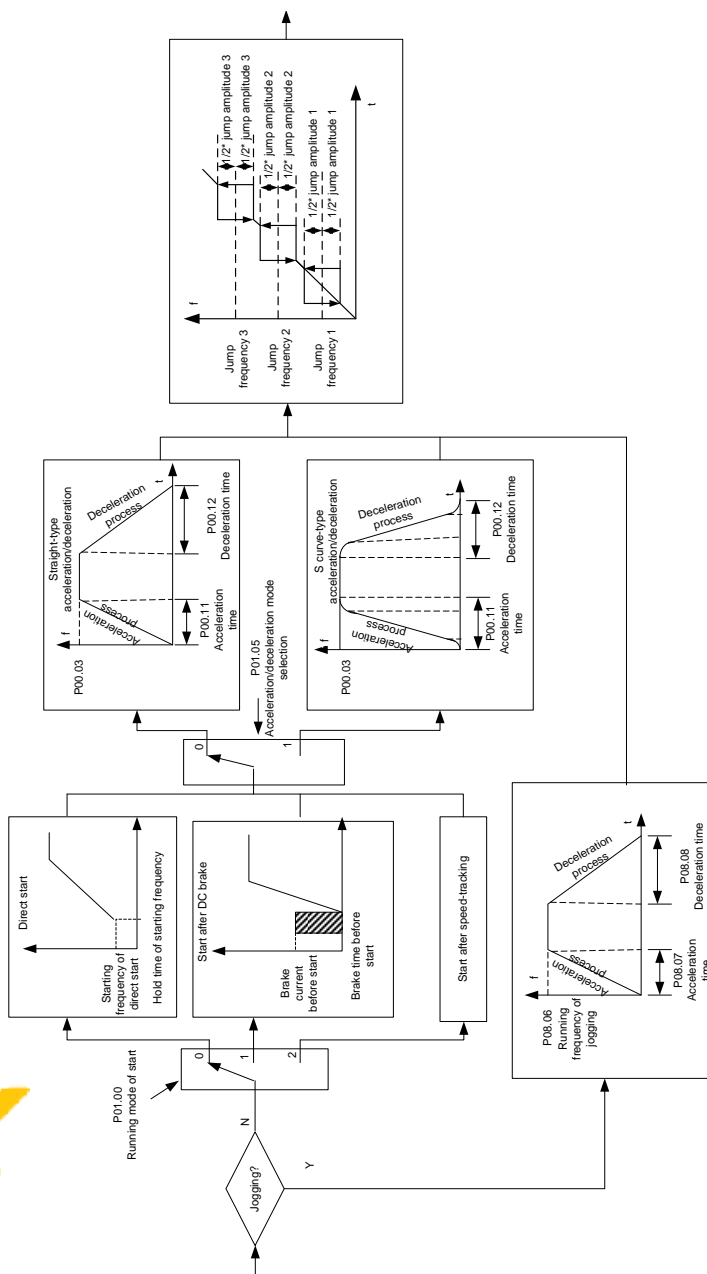 Jogging?
N
Y
P01.00
Running mode of start
0
1
2
Direct start
Starting
frequency of
direct start
Hold time of starting frequency
Start after DC brake
Brake
current
before start
Brake time before
start
Start after speed-tracking
P08.06
Running
frequency of
jogging
f
t
Acceleration
process
Deceleration
process
P08.07
Acceleration
time
P08.08
Deceleration time
0
1
P01.05
Acceleration/deceleration mode
selection
Straight-type
acceleration/deceleration
P00.03
f
t
Acceleration
process
Deceleration
process
P00.11
Acceleration
time
P00.12
Deceleration time
S curve-type
acceleration/deceleration
P00.03
f
t
Acceleration
process
Deceleration
process
P00.11
Acceleration
time
P00.12
Deceleration time
f
t
Jump
frequency 3
Jump
frequency 2
Jump
frequency 1
1/2* jump amplitude 3
1/2* jump amplitude 3
1/2* jump amplitude 2
1/2* jump amplitude 2
1/2* jump amplitude 1
1/2* jump amplitude 1